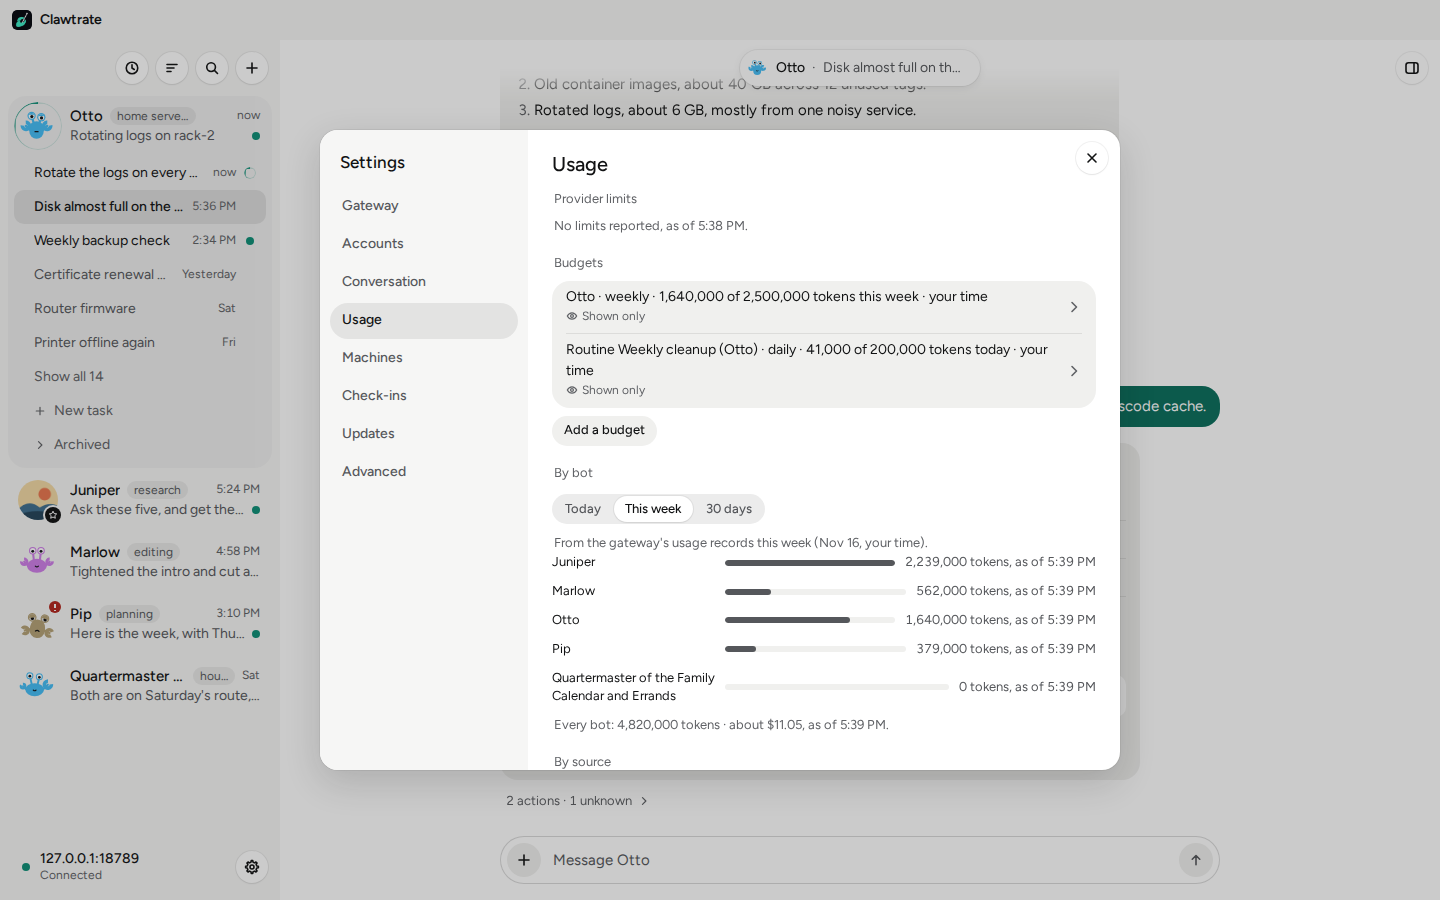 Clawtrate
Otto home serve... now
Rotating logs on rack-2
Rotate the logs on every ... now
Disk almost full on the ... 5:36 PM
Weekly backup check 2:34 PM
Certificate renewal ... Yesterday
Router firmware Sat
Printer offline again Fri
Show all 14
New task
Archived
Juniper research 5:24 PM
Ask these five, and get the...
Marlow editing 4:58 PM
Tightened the intro and cut a...
Pip planning 3:10 PM
Here is the week, with Thu...
Quartermaster ... hou... Sat
Both are on Saturday's route,...
127.0.0.1:18789
Connected
Otto · Disk almost full on th...
2. Old container images, about 40 GB across 12 unused tags.
3. Rotated logs, about 6 GB, mostly from one noisy service.
Settings
Gateway
Accounts
Conversation
Usage
Machines
Check-ins
Updates
Advanced
Usage
Provider limits
No limits reported, as of 5:38 PM.
Budgets
Otto · weekly · 1,640,000 of 2,500,000 tokens this week · your time
Shown only
Routine Weekly cleanup (Otto) · daily · 41,000 of 200,000 tokens today · your
time
Shown only
Add a budget
By bot
Today This week 30 days
From the gateway's usage records this week (Nov 16, your time).
Juniper 2,239,000 tokens, as of 5:39 PM
Marlow 562,000 tokens, as of 5:39 PM
Otto 1,640,000 tokens, as of 5:39 PM
Pip 379,000 tokens, as of 5:39 PM
Quartermaster of the Family
Calendar and Errands 0 tokens, as of 5:39 PM
Every bot: 4,820,000 tokens · about $11.05, as of 5:39 PM.
By source
scode cache.
2 actions · 1 unknown
Message Otto